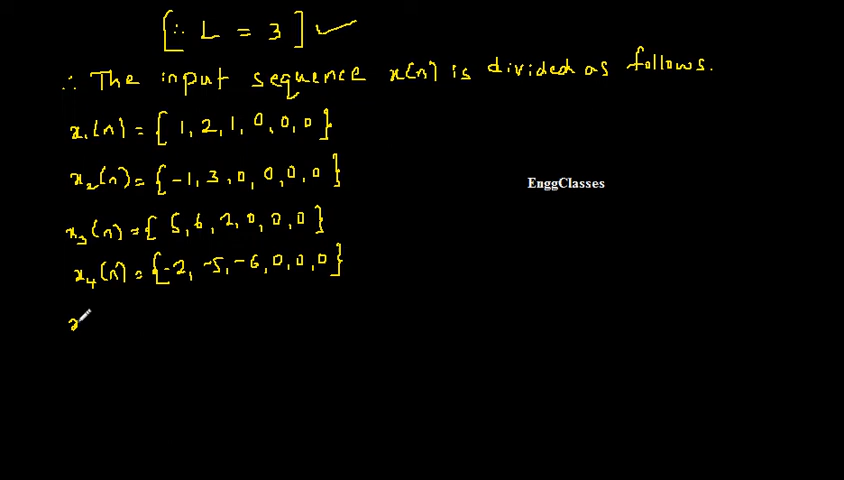 [∴ L = 3] ✓
∴ The input sequence x(n) is divided as follows.
x₁(n) = { 1, 2, 1, 0, 0, 0 }
x₂(n) = { -1, 3, 0, 0, 0, 0 }
EnggClasses
x₃(n) = { 5, 6, 2, 0, 0, 0 }
x₄(n) = { -2, -5, -6, 0, 0, 0 }
x